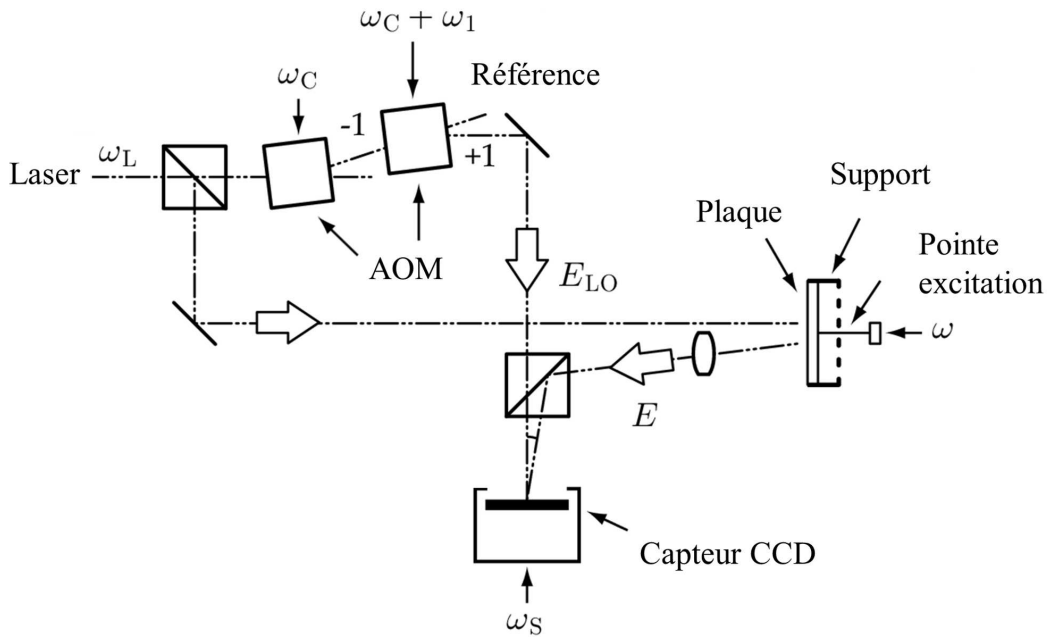 ω_C + ω_1
ω_C
Référence
-1
+1
ω_L
Laser
AOM
Support
Plaque
Pointe
excitation
E_LO
ω
E
Capteur CCD
ω_S